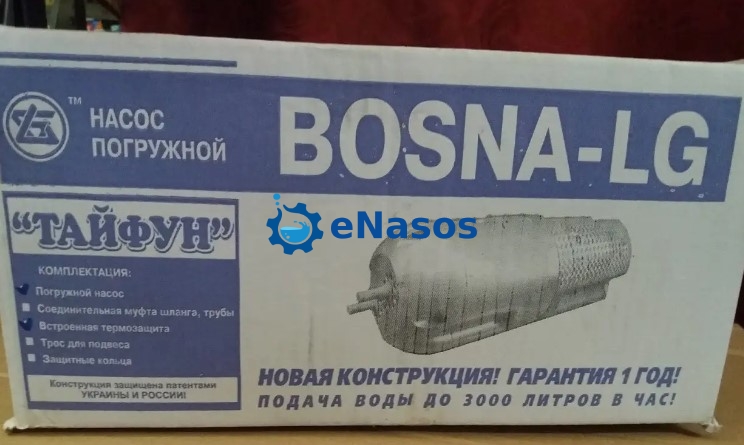 TM
НАСОС
ПОГРУЖНОЙ
BOSNA-LG
"ТАЙФУН"
eNasos
КОМПЛЕКТАЦИЯ:
Погружной насос
Соединительная муфта шланга, трубы
Встроенная термозащита
Трос для подвеса
Защитные кольца
Конструкция защищена патентами
УКРАИНЫ И РОССИИ!
НОВАЯ КОНСТРУКЦИЯ! ГАРАНТИЯ 1 ГОД!
ПОДАЧА ВОДЫ ДО 3000 ЛИТРОВ В ЧАС!